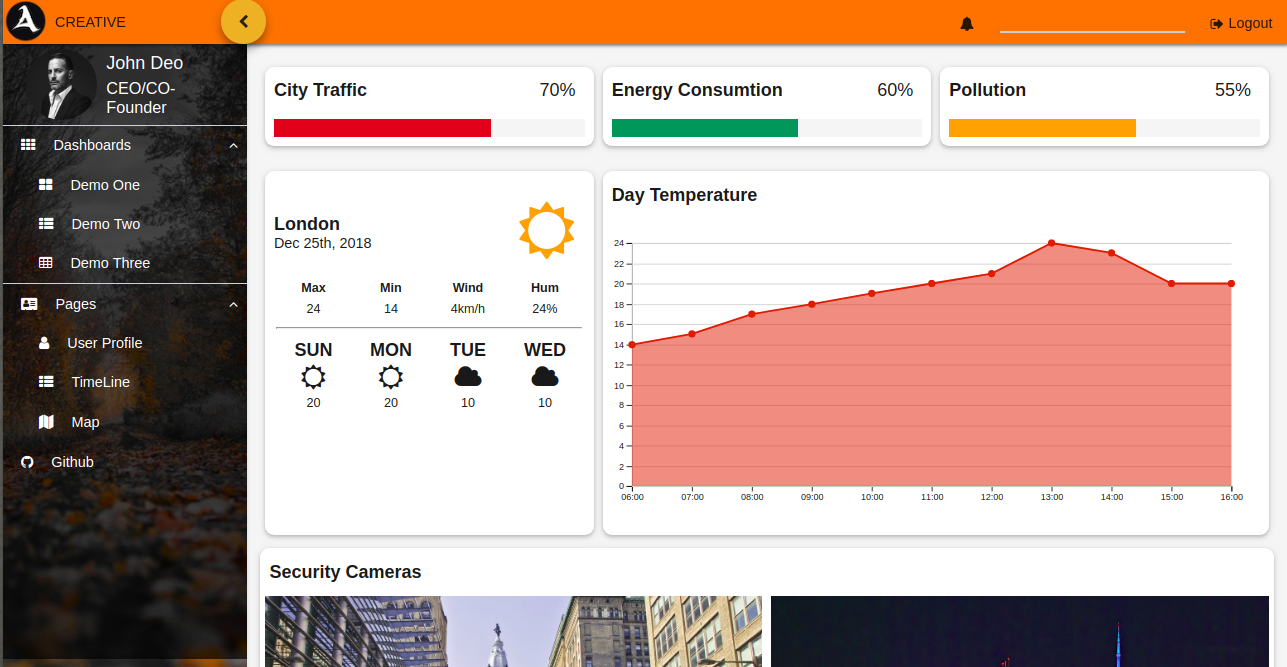 CREATIVE
Logout
John Deo
CEO/CO-
Founder
Dashboards
Demo One
Demo Two
Demo Three
Pages
User Profile
TimeLine
Map
Github
City Traffic 70%
Energy Consumtion 60%
Pollution 55%
London
Dec 25th, 2018
Max Min Wind Hum
24 14 4km/h 24%
SUN MON TUE WED
20 20 10 10
Day Temperature
24
22
20
18
16
14
12
10
8
6
4
2
0
06:00 07:00 08:00 09:00 10:00 11:00 12:00 13:00 14:00 15:00 16:00
Security Cameras